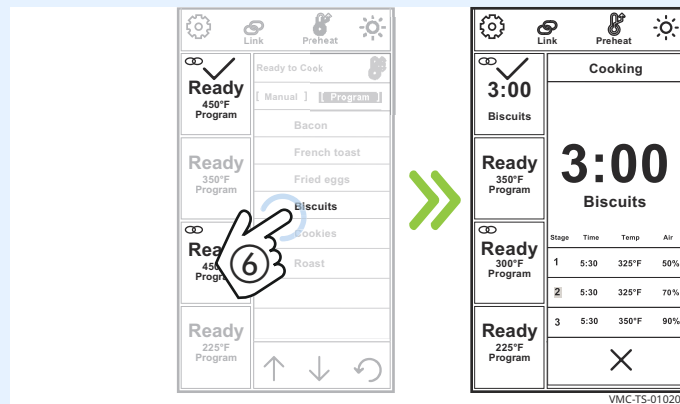 Link
Preheat
Ready
450°F
Program
Ready to Cook
[ Manual ] [ Program ]
Bacon
French toast
Ready
350°F
Program
Fried eggs
Biscuits
Cookies
Roast
6
Ready
225°F
Program
Link
Preheat
3:00
Biscuits
Cooking
3:00
Biscuits
Ready
350°F
Program
Ready
300°F
Program
Stage Time Temp Air
1 5:30 325°F 50%
2 5:30 325°F 70%
3 5:30 350°F 90%
Ready
225°F
Program
VMC-TS-01020